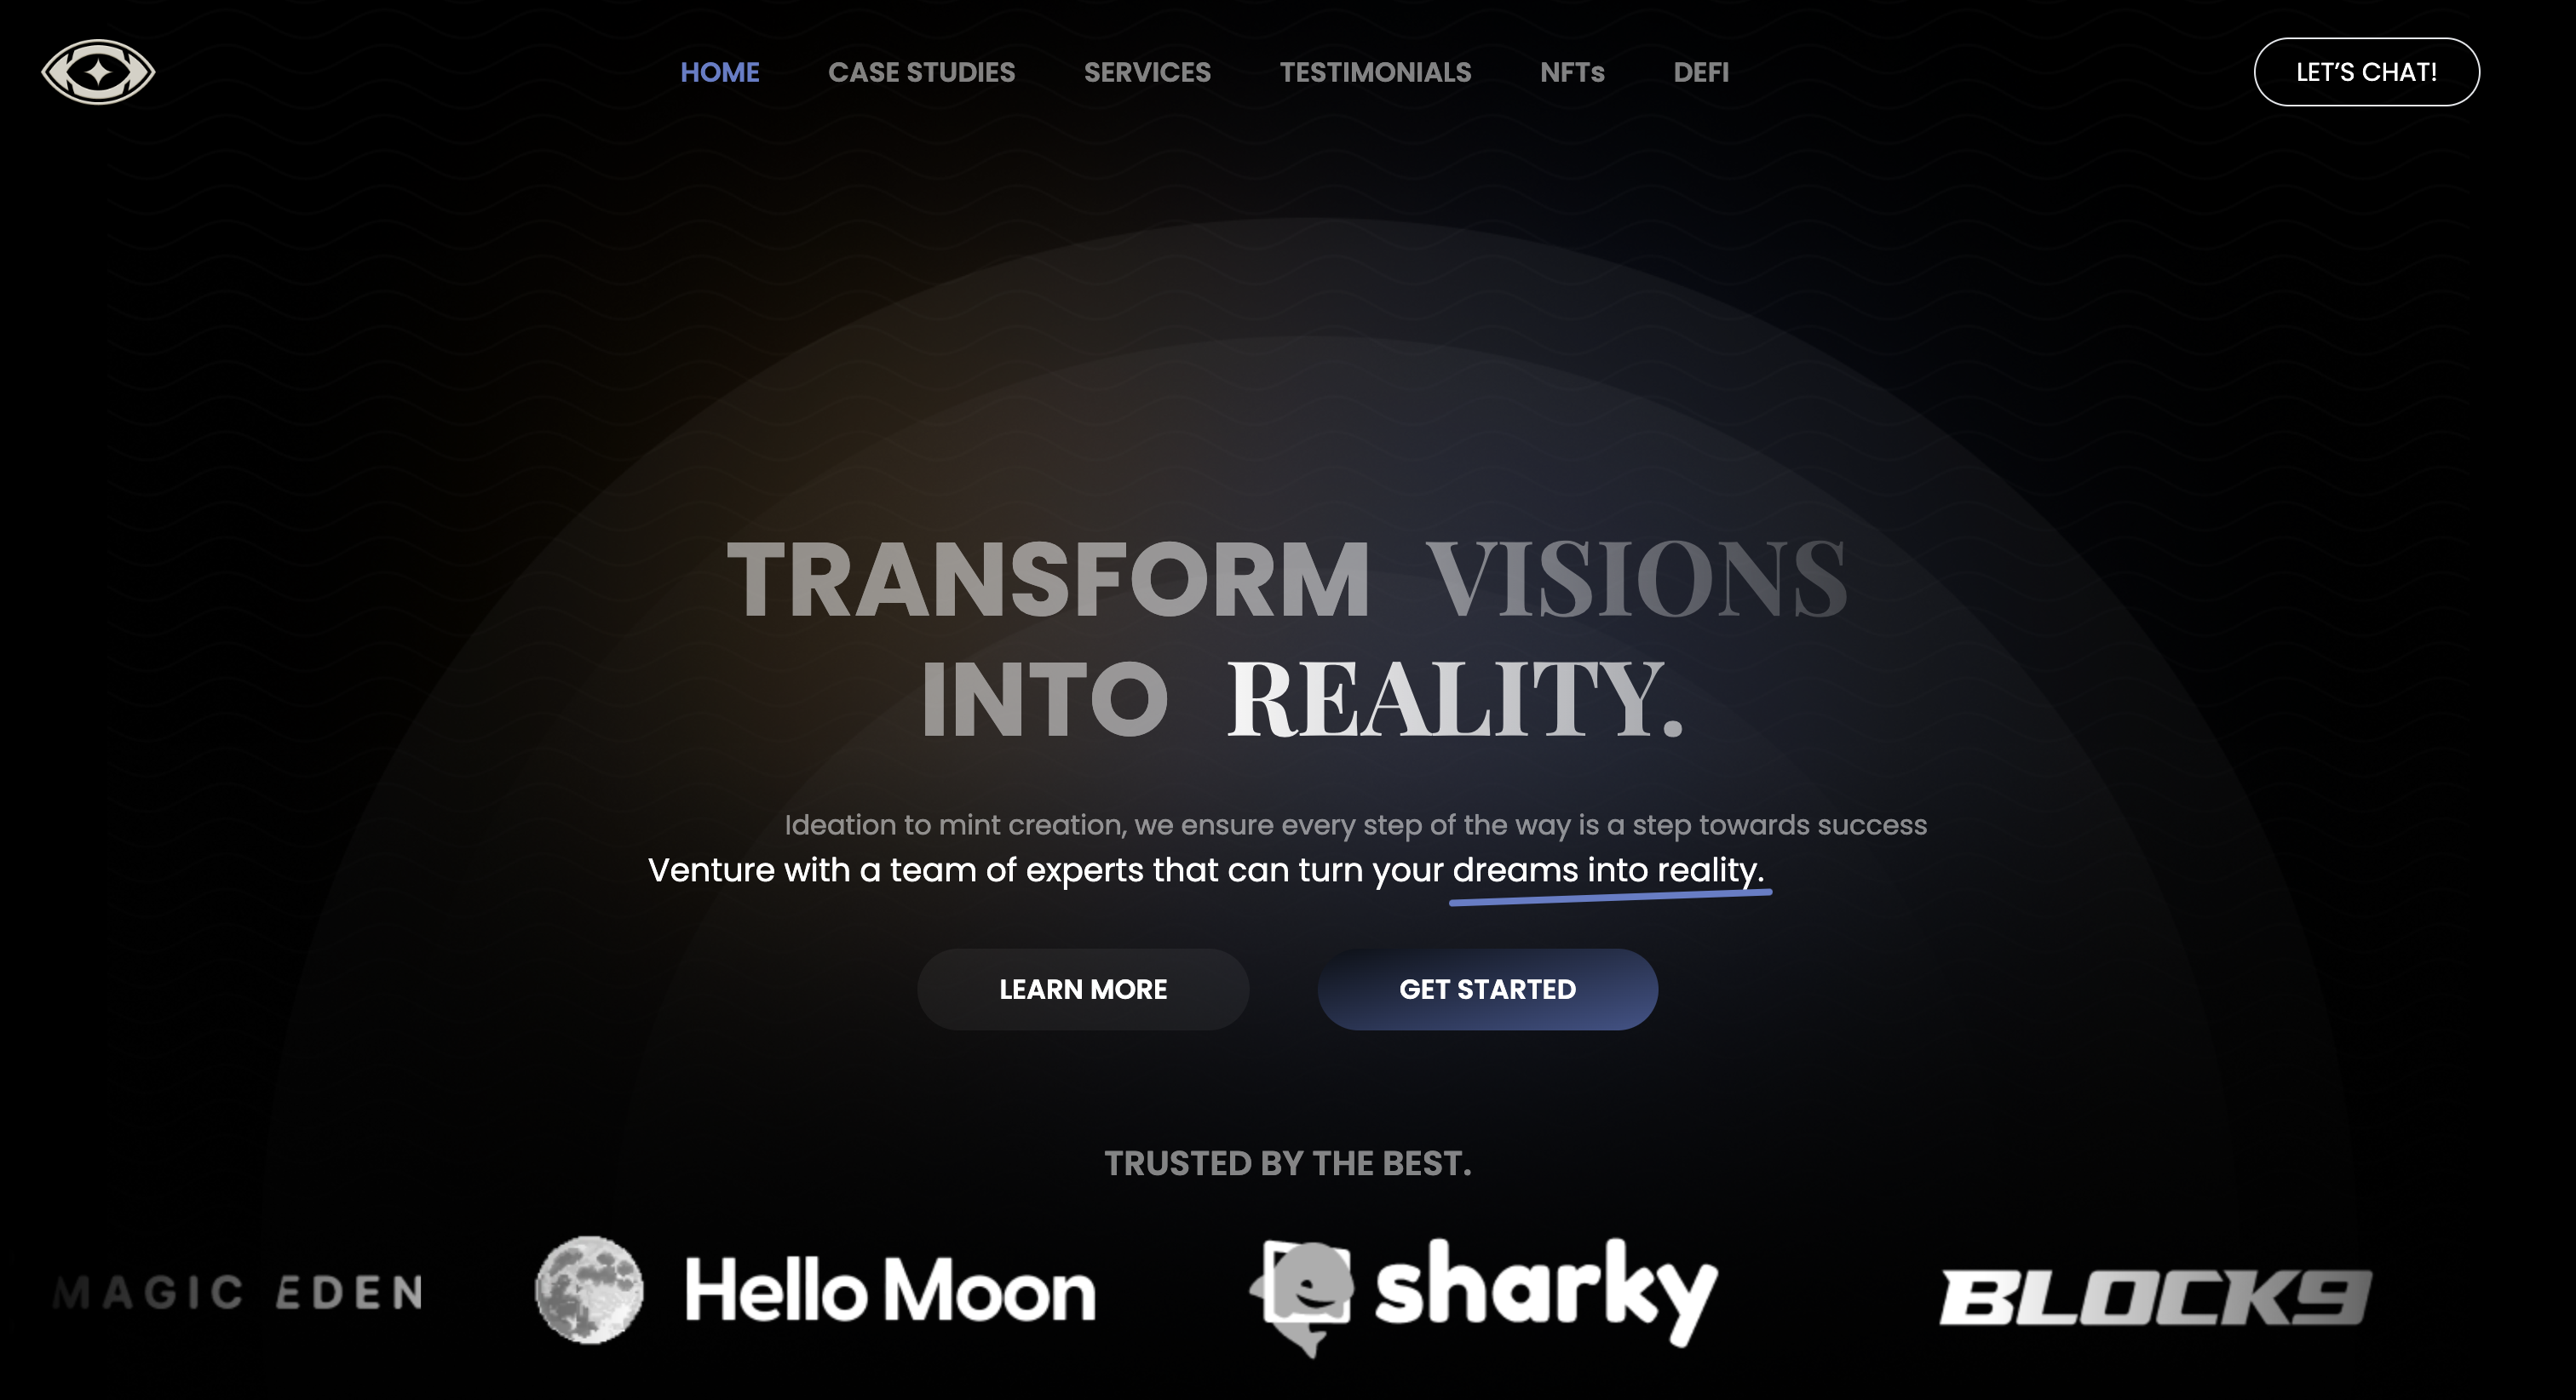 HOME CASE STUDIES SERVICES TESTIMONIALS NFTs DEFI LET'S CHAT!
TRANSFORM VISIONS
INTO REALITY.
Ideation to mint creation, we ensure every step of the way is a step towards success
Venture with a team of experts that can turn your dreams into reality.
LEARN MORE GET STARTED
TRUSTED BY THE BEST.
MAGIC EDEN Hello Moon sharky BLOCK9